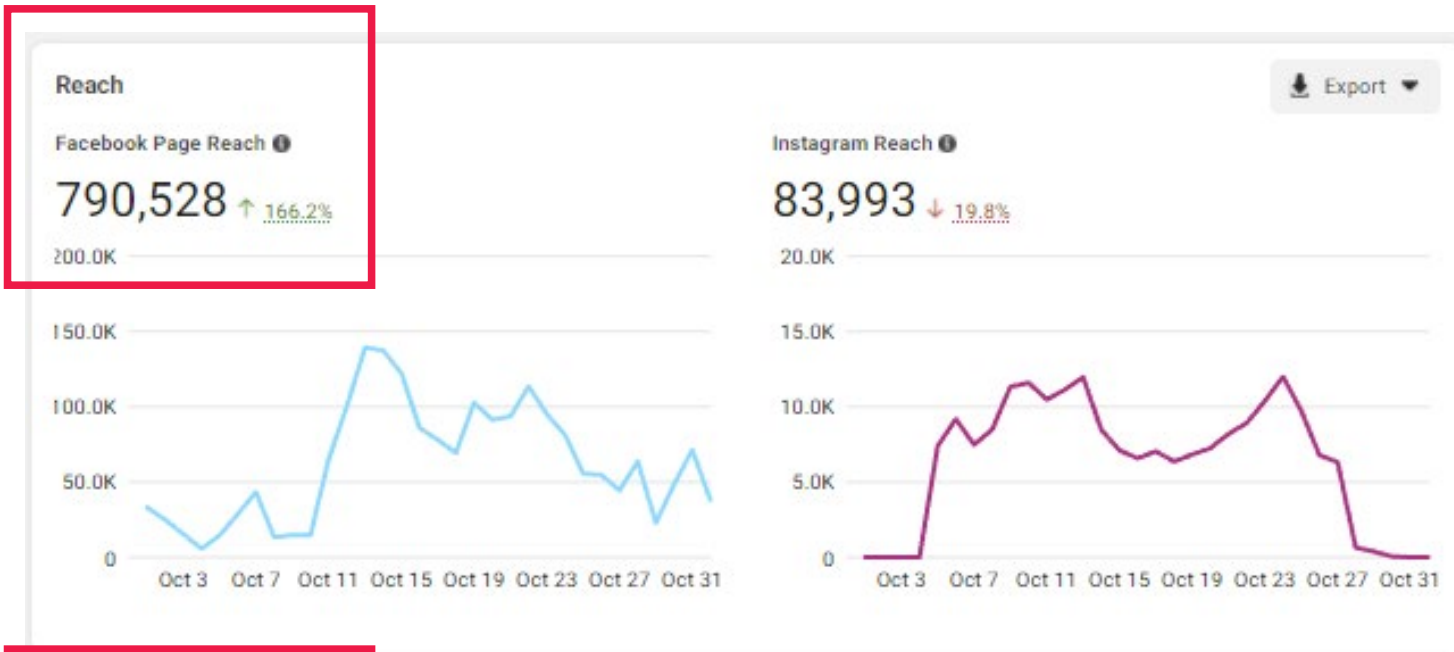 Reach
Export
Facebook Page Reach
790,528 ↑ 166.2%
200.0K
150.0K
100.0K
50.0K
0
Oct 3 Oct 7 Oct 11 Oct 15 Oct 19 Oct 23 Oct 27 Oct 31
Instagram Reach
83,993 ↓ 19.8%
20.0K
15.0K
10.0K
5.0K
0
Oct 3 Oct 7 Oct 11 Oct 15 Oct 19 Oct 23 Oct 27 Oct 31